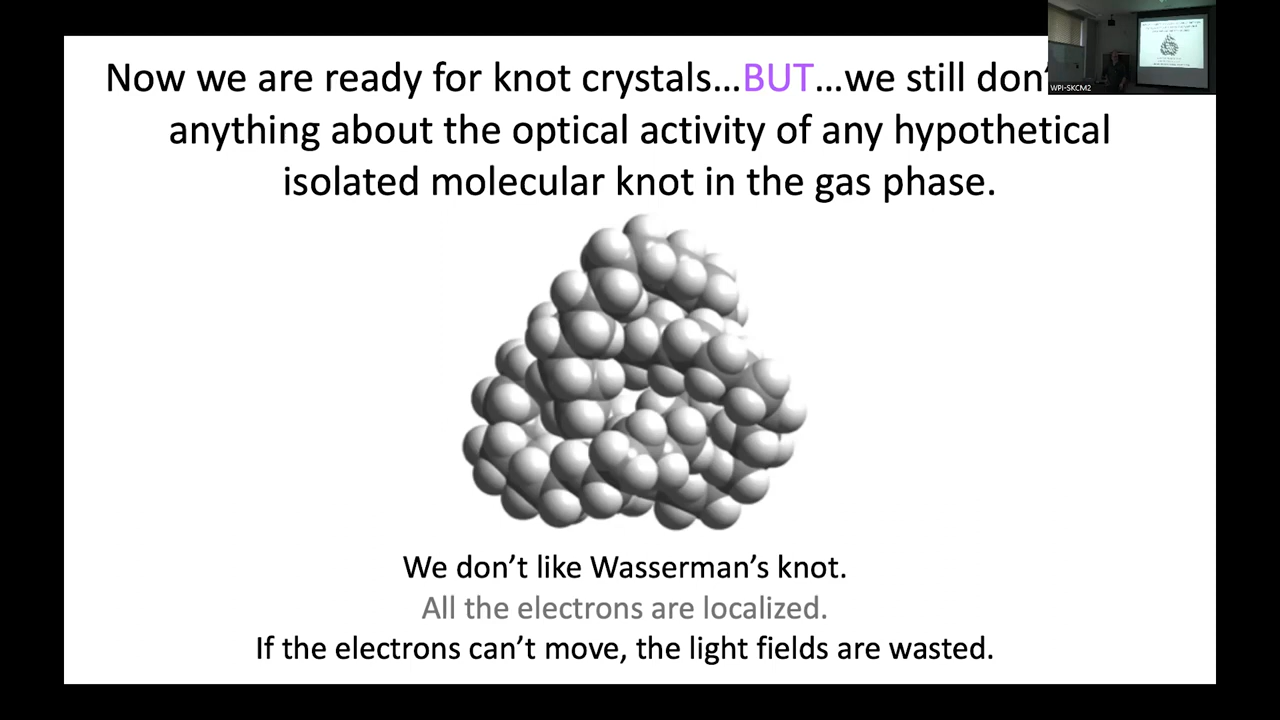 Now we are ready for knot crystals...BUT...we still don’
anything about the optical activity of any hypothetical
isolated molecular knot in the gas phase.
WPI-SKCM2
We don’t like Wasserman’s knot.
All the electrons are localized.
If the electrons can’t move, the light fields are wasted.